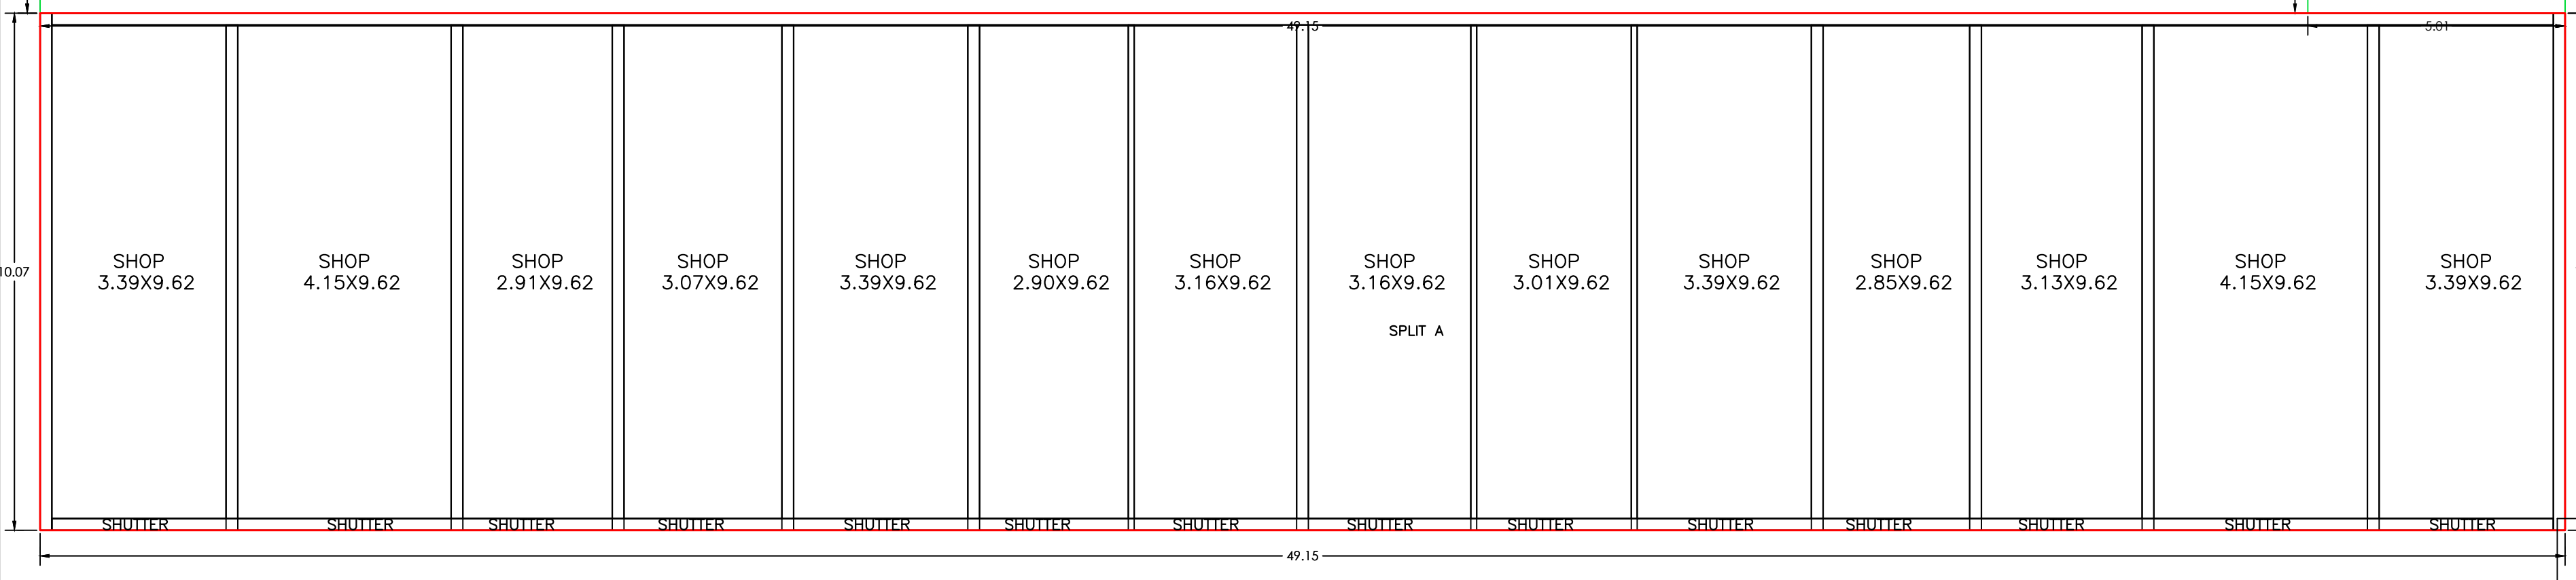 49.15
5.01
10.07
SHOP
3.39X9.62
SHOP
4.15X9.62
SHOP
2.91X9.62
SHOP
3.07X9.62
SHOP
3.39X9.62
SHOP
2.90X9.62
SHOP
3.16X9.62
SHOP
3.16X9.62
SHOP
3.01X9.62
SHOP
3.39X9.62
SHOP
2.85X9.62
SHOP
3.13X9.62
SHOP
4.15X9.62
SHOP
3.39X9.62
SPLIT A
SHUTTER
SHUTTER
SHUTTER
SHUTTER
SHUTTER
SHUTTER
SHUTTER
SHUTTER
SHUTTER
SHUTTER
SHUTTER
SHUTTER
SHUTTER
SHUTTER
49.15